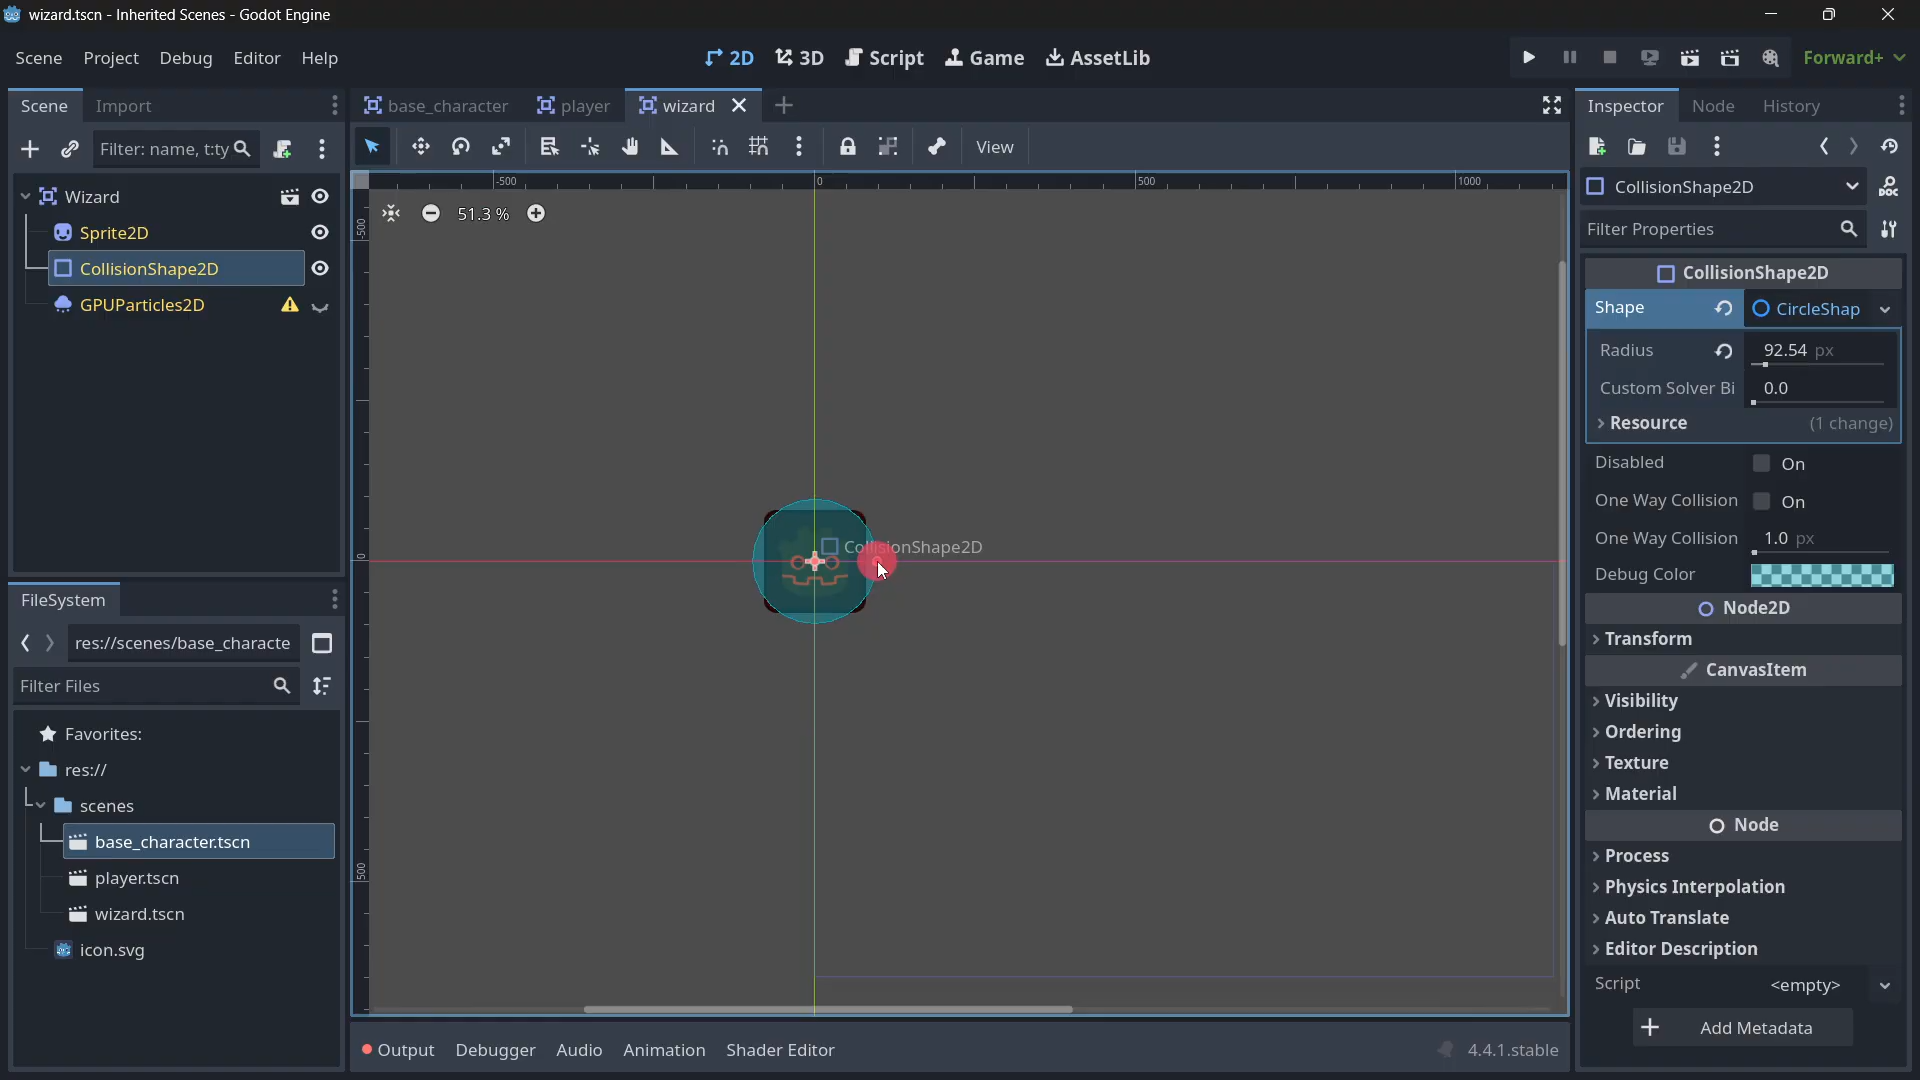 wizard.tscn - Inherited Scenes - Godot Engine
Scene Project Debug Editor Help
2D 3D Script Game AssetLib
Forward+
Scene Import
Filter: name, t:ty
Wizard
Sprite2D
CollisionShape2D
GPUParticles2D
FileSystem
res://scenes/base_characte
Filter Files
Favorites:
res://
scenes
base_character.tscn
player.tscn
wizard.tscn
icon.svg
base_character player wizard
View
-500 0 500 1000
-500
0
500
51.3 %
CollisionShape2D
Output Debugger Audio Animation Shader Editor
4.4.1.stable
Inspector Node History
CollisionShape2D
DOC
Filter Properties
CollisionShape2D
Shape CircleShap
Radius 92.54 px
Custom Solver Bi 0.0
Resource (1 change)
Disabled On
One Way Collision On
One Way Collision 1.0 px
Debug Color
Node2D
Transform
CanvasItem
Visibility
Ordering
Texture
Material
Node
Process
Physics Interpolation
Auto Translate
Editor Description
Script <empty>
Add Metadata